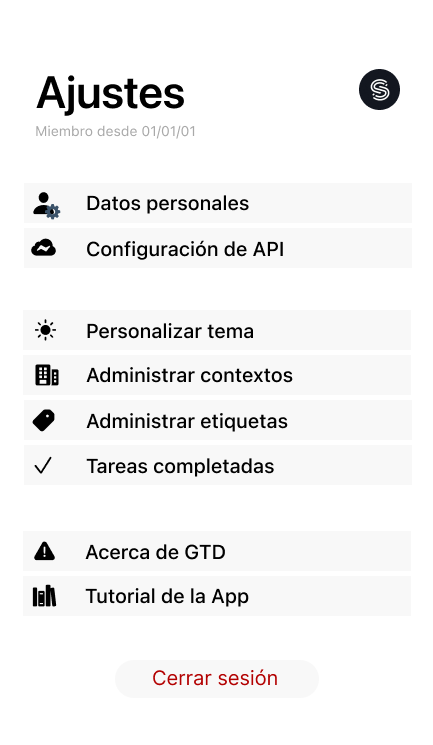 Ajustes
Miembro desde 01/01/01
Datos personales
Configuración de API
Personalizar tema
Administrar contextos
Administrar etiquetas
Tareas completadas
Acerca de GTD
Tutorial de la App
Cerrar sesión